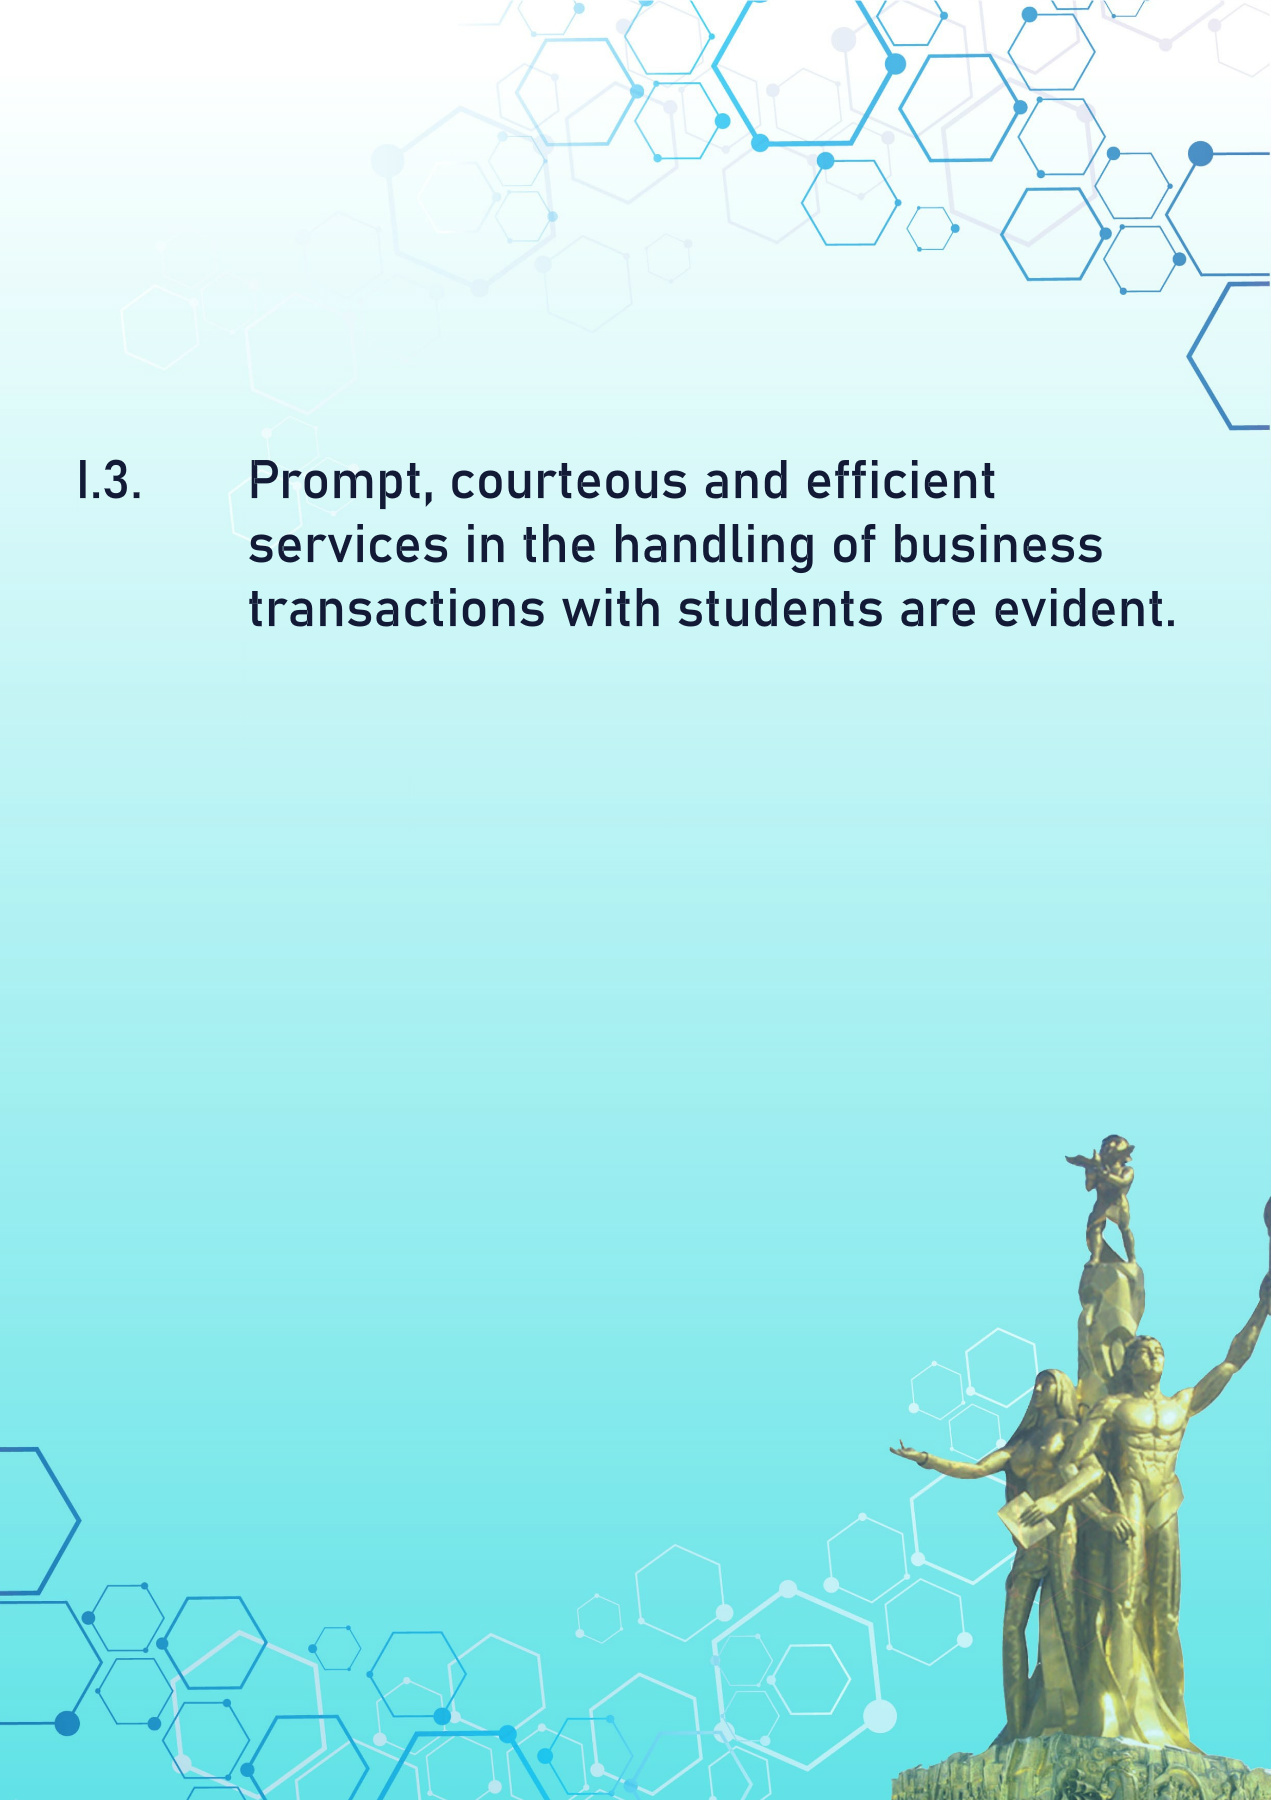 I.3. Prompt, courteous and efficient
services in the handling of business
transactions with students are evident.